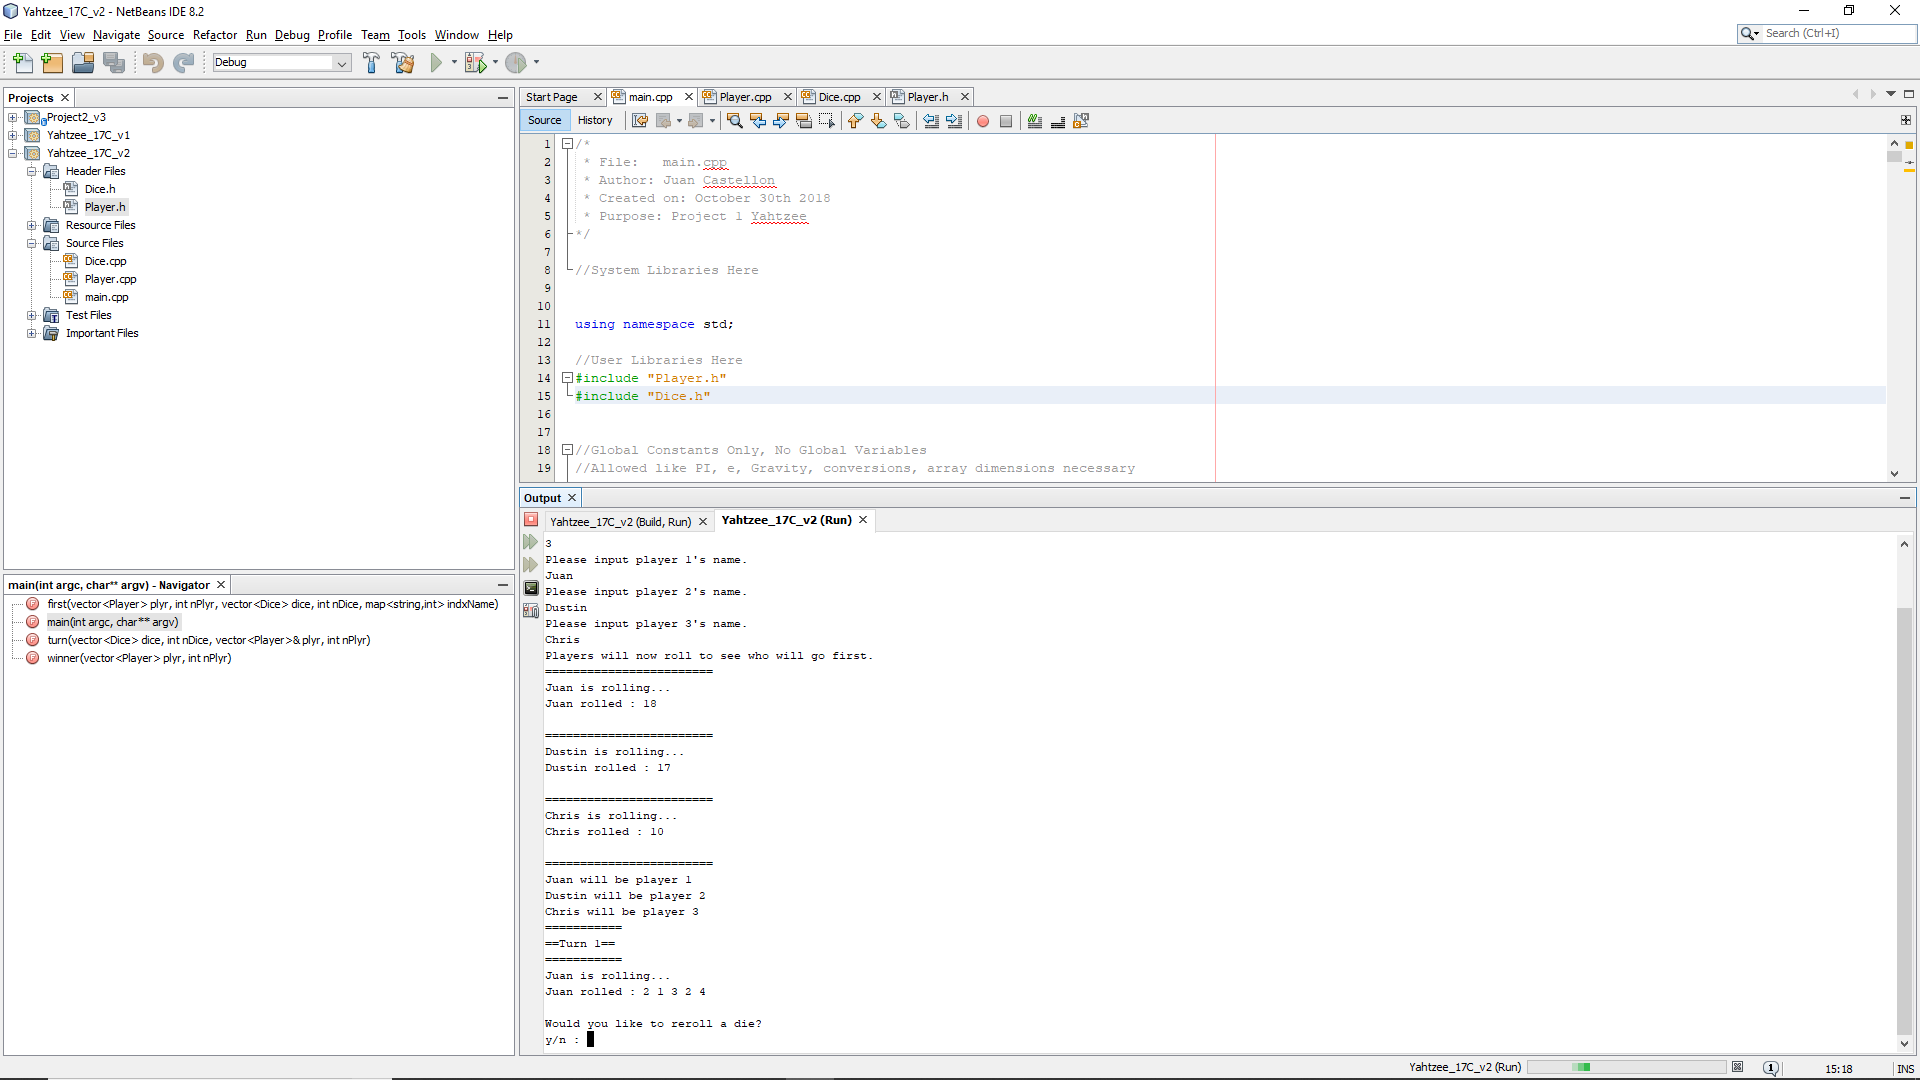 Yahtzee_17C_v2 - NetBeans IDE 8.2
File Edit View Navigate Source Refactor Run Debug Profile Team Tools Window Help
Search (Ctrl+I)
Debug
Projects
Project2_v3
Yahtzee_17C_v1
Yahtzee_17C_v2
Header Files
Dice.h
Player.h
Resource Files
Source Files
Dice.cpp
Player.cpp
main.cpp
Test Files
Important Files
main(int argc, char** argv) - Navigator
first(vector<Player> plyr, int nPlyr, vector<Dice> dice, int nDice, map<string,int> indxName)
main(int argc, char** argv)
turn(vector<Dice> dice, int nDice, vector<Player>& plyr, int nPlyr)
winner(vector<Player> plyr, int nPlyr)
Start Page main.cpp Player.cpp Dice.cpp Player.h
Source History
1 /*
2 * File:   main.cpp
3 * Author: Juan Castellon
4 * Created on: October 30th 2018
5 * Purpose: Project 1 Yahtzee
6 */
7
8 //System Libraries Here
9
10
11 using namespace std;
12
13 //User Libraries Here
14 #include "Player.h"
15 #include "Dice.h"
16
17
18 //Global Constants Only, No Global Variables
19 //Allowed like PI, e, Gravity, conversions, array dimensions necessary
Output
Yahtzee_17C_v2 (Build, Run) Yahtzee_17C_v2 (Run)
3
Please input player 1's name.
Juan
Please input player 2's name.
Dustin
Please input player 3's name.
Chris
Players will now roll to see who will go first.
========================
Juan is rolling...
Juan rolled : 18
========================
Dustin is rolling...
Dustin rolled : 17
========================
Chris is rolling...
Chris rolled : 10
========================
Juan will be player 1
Dustin will be player 2
Chris will be player 3
===========
==Turn 1==
===========
Juan is rolling...
Juan rolled : 2 1 3 2 4
Would you like to reroll a die?
y/n :
Yahtzee_17C_v2 (Run) 1 15:18 INS